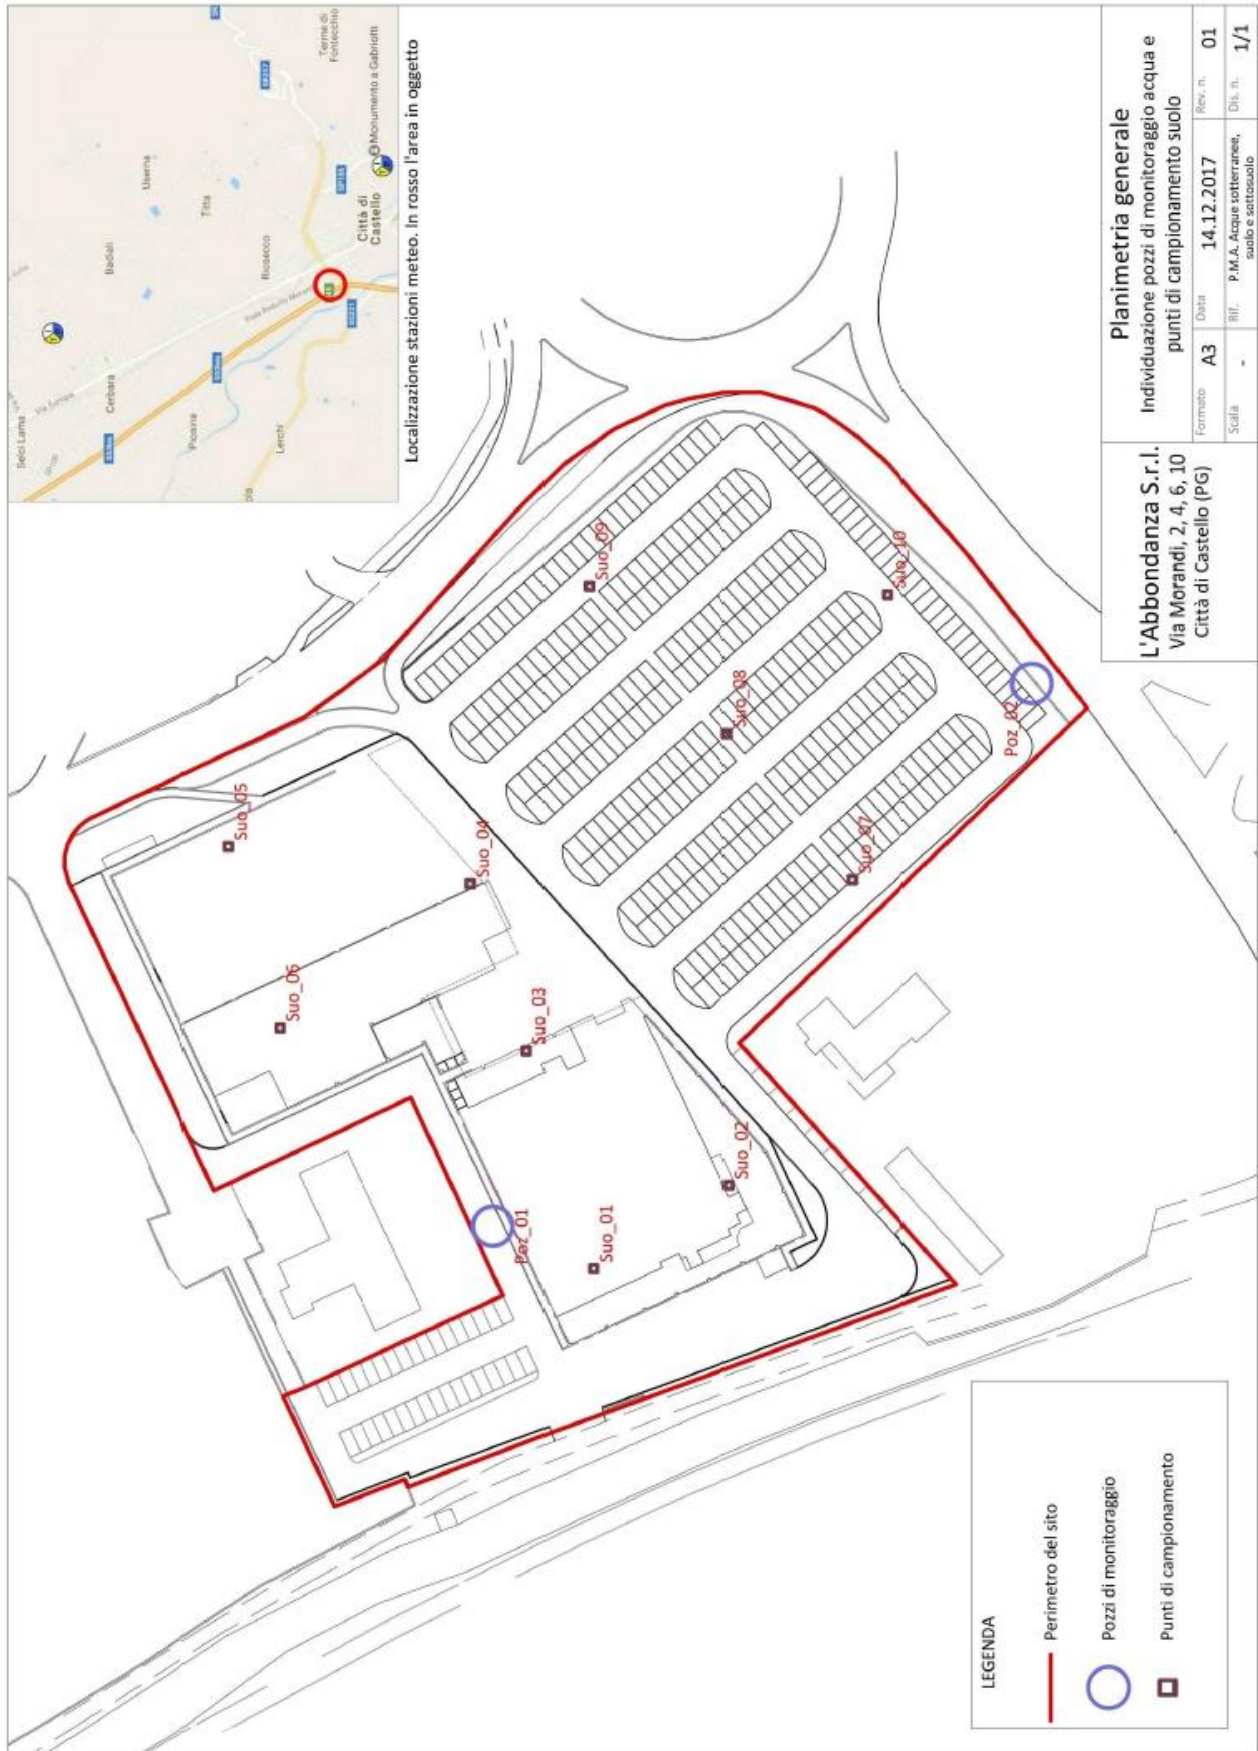 Selci Lama
Via Europa
Cerbara
Badiali
Userna
Titta
Riosecco
Piosina
Lerchi
Terme di
Fontecchio
Monumento a Gabriotti
Città di
Castello
Localizzazione stazioni meteo. In rosso l'area in oggetto
Suo_05
Suo_04
Suo_06
Suo_03
Suo_09
Suo_08
Suo_10
Suo_07
Poz_02
Suo_02
Suo_01
Poz_01
LEGENDA
Perimetro del sito
Pozzi di monitoraggio
Punti di campionamento
L'Abbondanza S.r.l.
Via Morandi, 2, 4, 6, 10
Città di Castello (PG)
Planimetria generale
Individuazione pozzi di monitoraggio acqua e
punti di campionamento suolo
Formato A3 Data 14.12.2017 Rev. n. 01
Scala - Rif. P.M.A. Acque sotterranee, suolo e sottosuolo Dis. n. 1/1